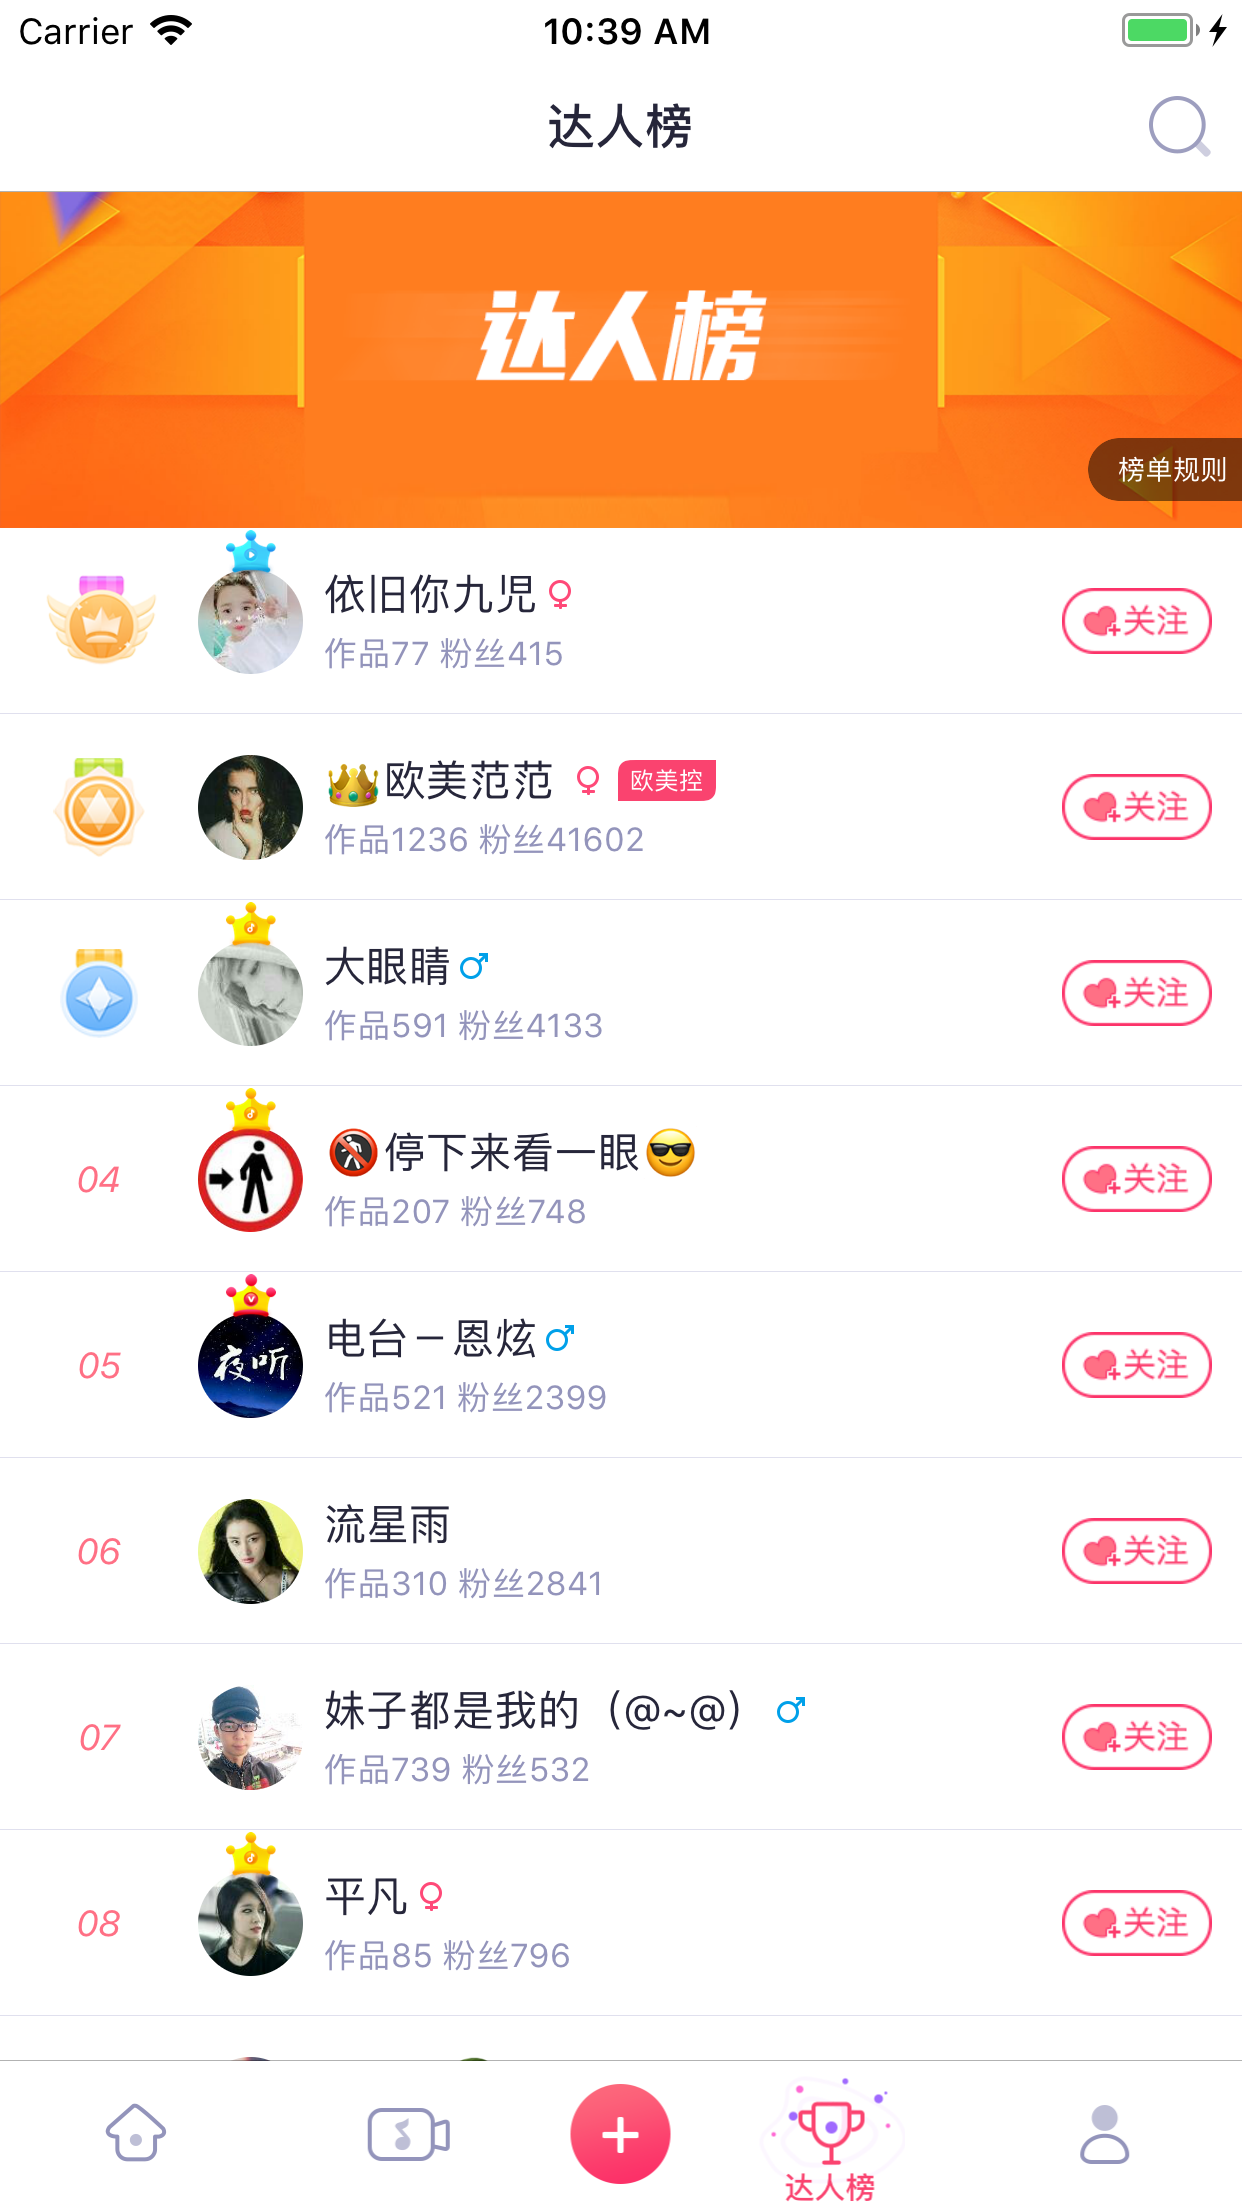 Carrier 10:39 AM
达人榜
达人榜
榜单规则
依旧你九児♀
作品77 粉丝415
关注
👑欧美范范 ♀ 欧美控
作品1236 粉丝41602
关注
大眼睛♂
作品591 粉丝4133
关注
04
🚷停下来看一眼😎
作品207 粉丝748
关注
05
夜听
电台－恩炫♂
作品521 粉丝2399
关注
06
流星雨
作品310 粉丝2841
关注
07
妹子都是我的（@~@）♂
作品739 粉丝532
关注
08
平凡♀
作品85 粉丝796
关注
达人榜